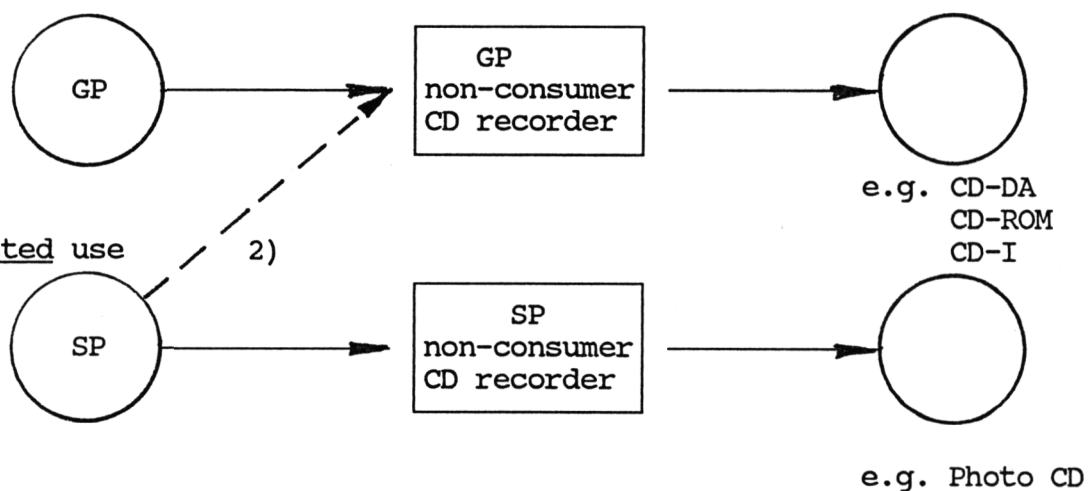 GP
GP
non-consumer
CD recorder
e.g. CD-DA
CD-ROM
CD-I
ted use
2)
SP
SP
non-consumer
CD recorder
e.g. Photo CD